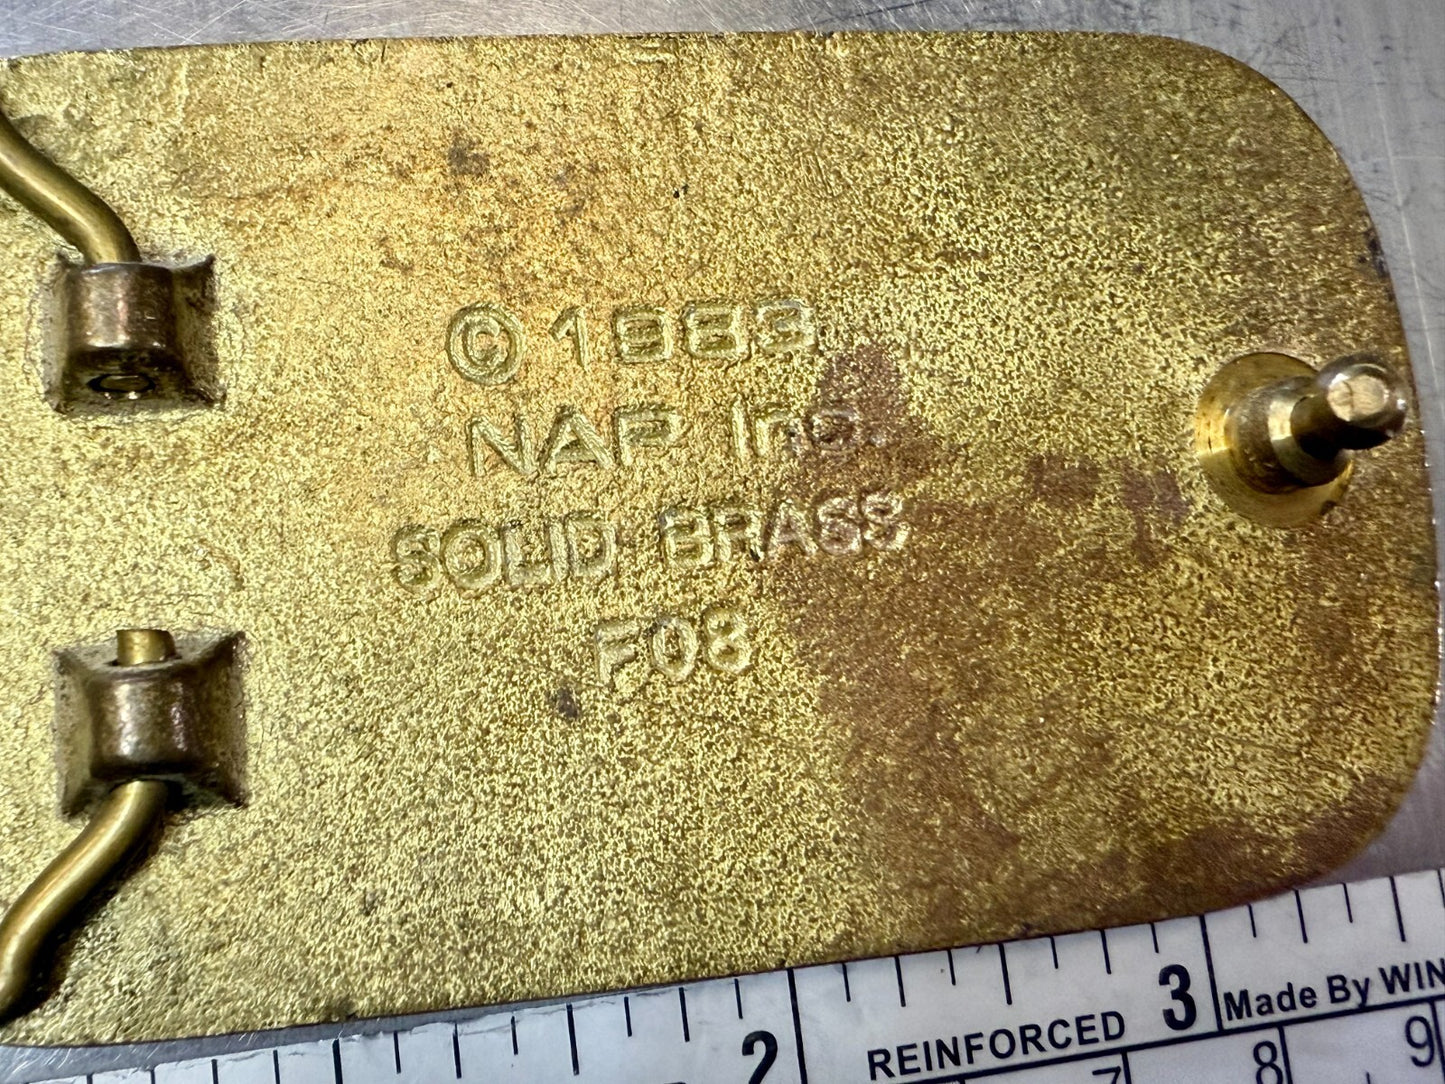 © 1983
NAP Inc.
SOLID BRASS
F08
2
REINFORCED
3
Made By WIN
7
8
9